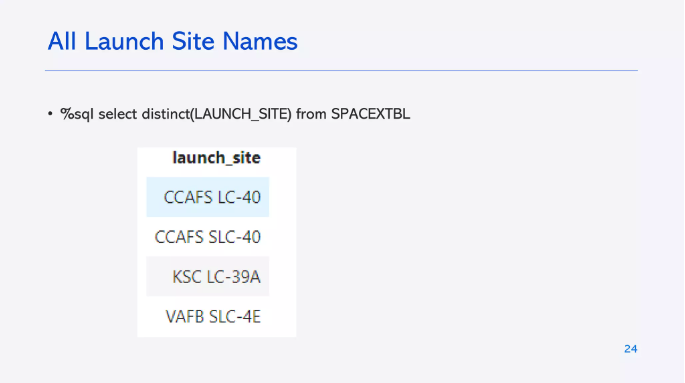 All Launch Site Names
• %sql select distinct(LAUNCH_SITE) from SPACEXTBL
launch_site
CCAFS LC-40
CCAFS SLC-40
KSC LC-39A
VAFB SLC-4E
24